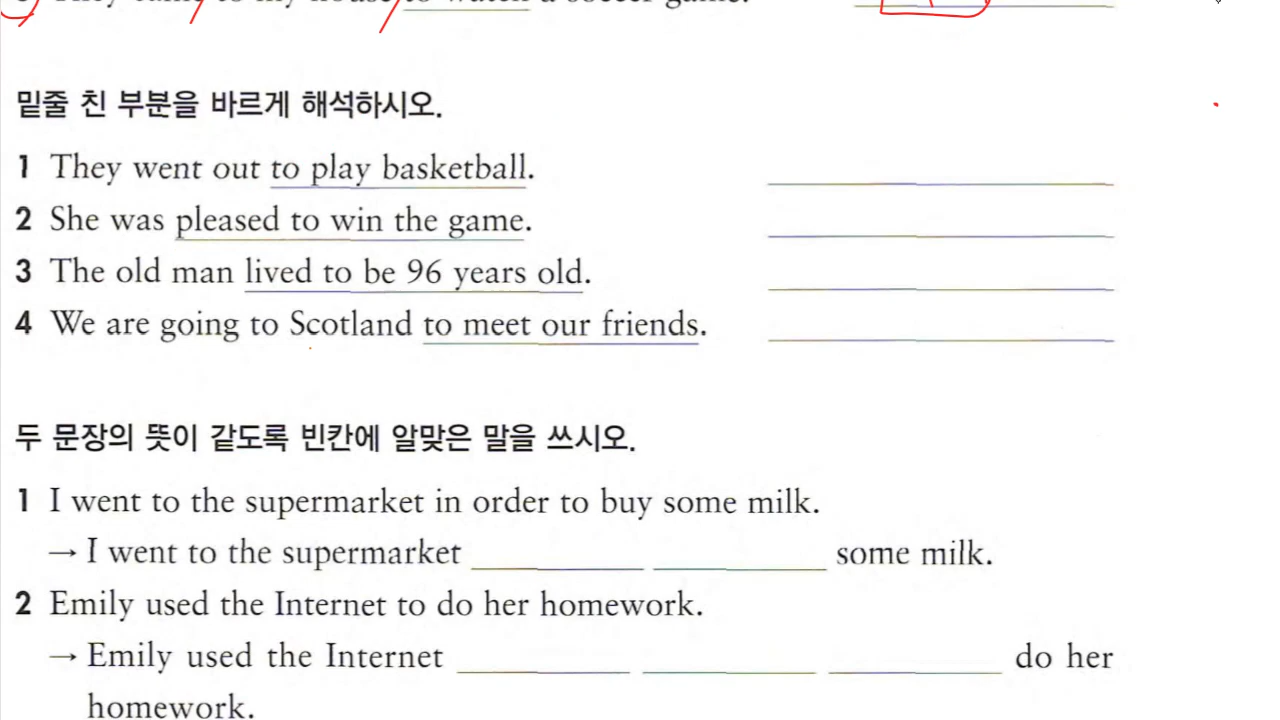 밑줄 친 부분을 바르게 해석하시오.
1 They went out to play basketball.
2 She was pleased to win the game.
3 The old man lived to be 96 years old.
4 We are going to Scotland to meet our friends.
두 문장의 뜻이 같도록 빈칸에 알맞은 말을 쓰시오.
1 I went to the supermarket in order to buy some milk.
→ I went to the supermarket some milk.
2 Emily used the Internet to do her homework.
→ Emily used the Internet do her
homework.